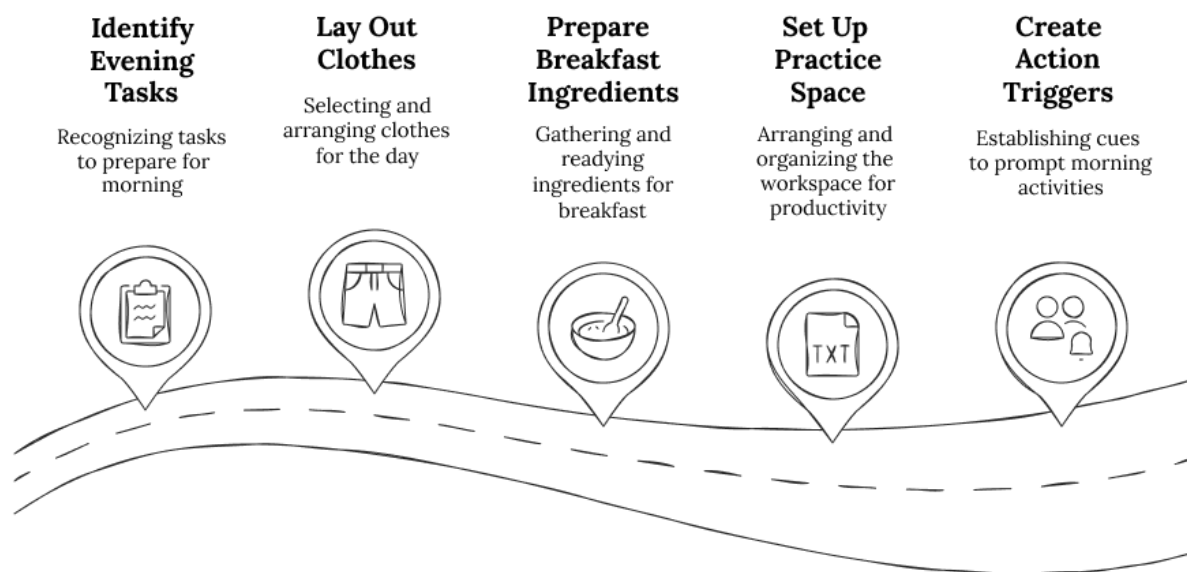 Identify
Evening
Tasks
Recognizing tasks
to prepare for
morning
Lay Out
Clothes
Selecting and
arranging clothes
for the day
Prepare
Breakfast
Ingredients
Gathering and
readying
ingredients for
breakfast
Set Up
Practice
Space
Arranging and
organizing the
workspace for
productivity
Create
Action
Triggers
Establishing cues
to prompt morning
activities
TXT